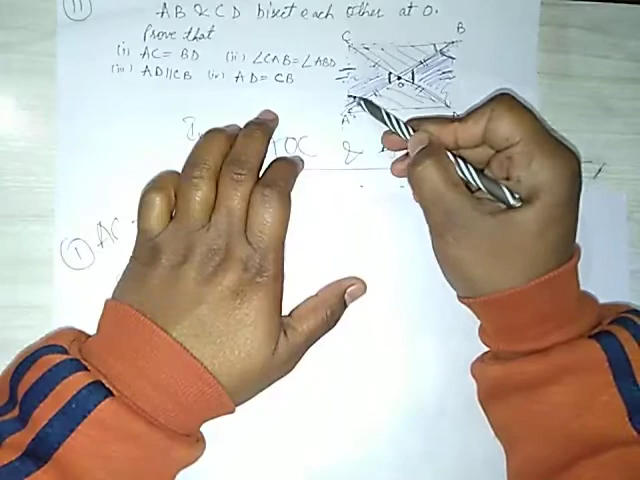 (11) AB & CD bisect each other at O.
Prove that
(i) AC = BD (ii) ∠CAB = ∠ABD
(iii) AD || CB (iv) AD = CB
C B
O
A
OC &
(1) AC